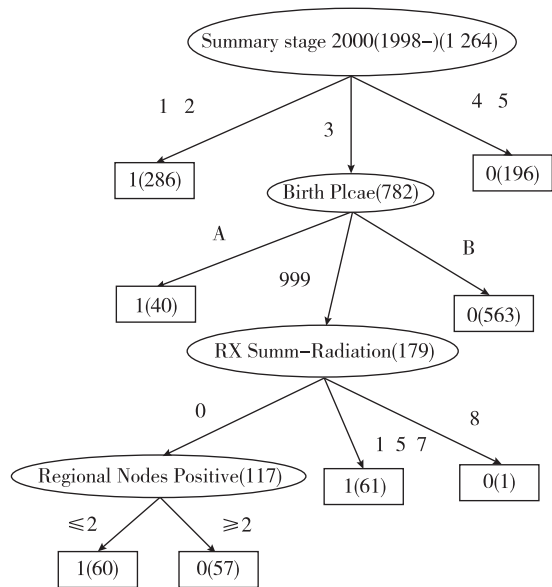 Summary stage 2000(1998-)(1 264)
1 2
3
4 5
1(286)
Birth Plcae(782)
0(196)
A
999
B
1(40)
0(563)
RX Summ-Radiation(179)
0
1 5 7
8
Regional Nodes Positive(117)
1(61)
0(1)
≤2
≥2
1(60)
0(57)